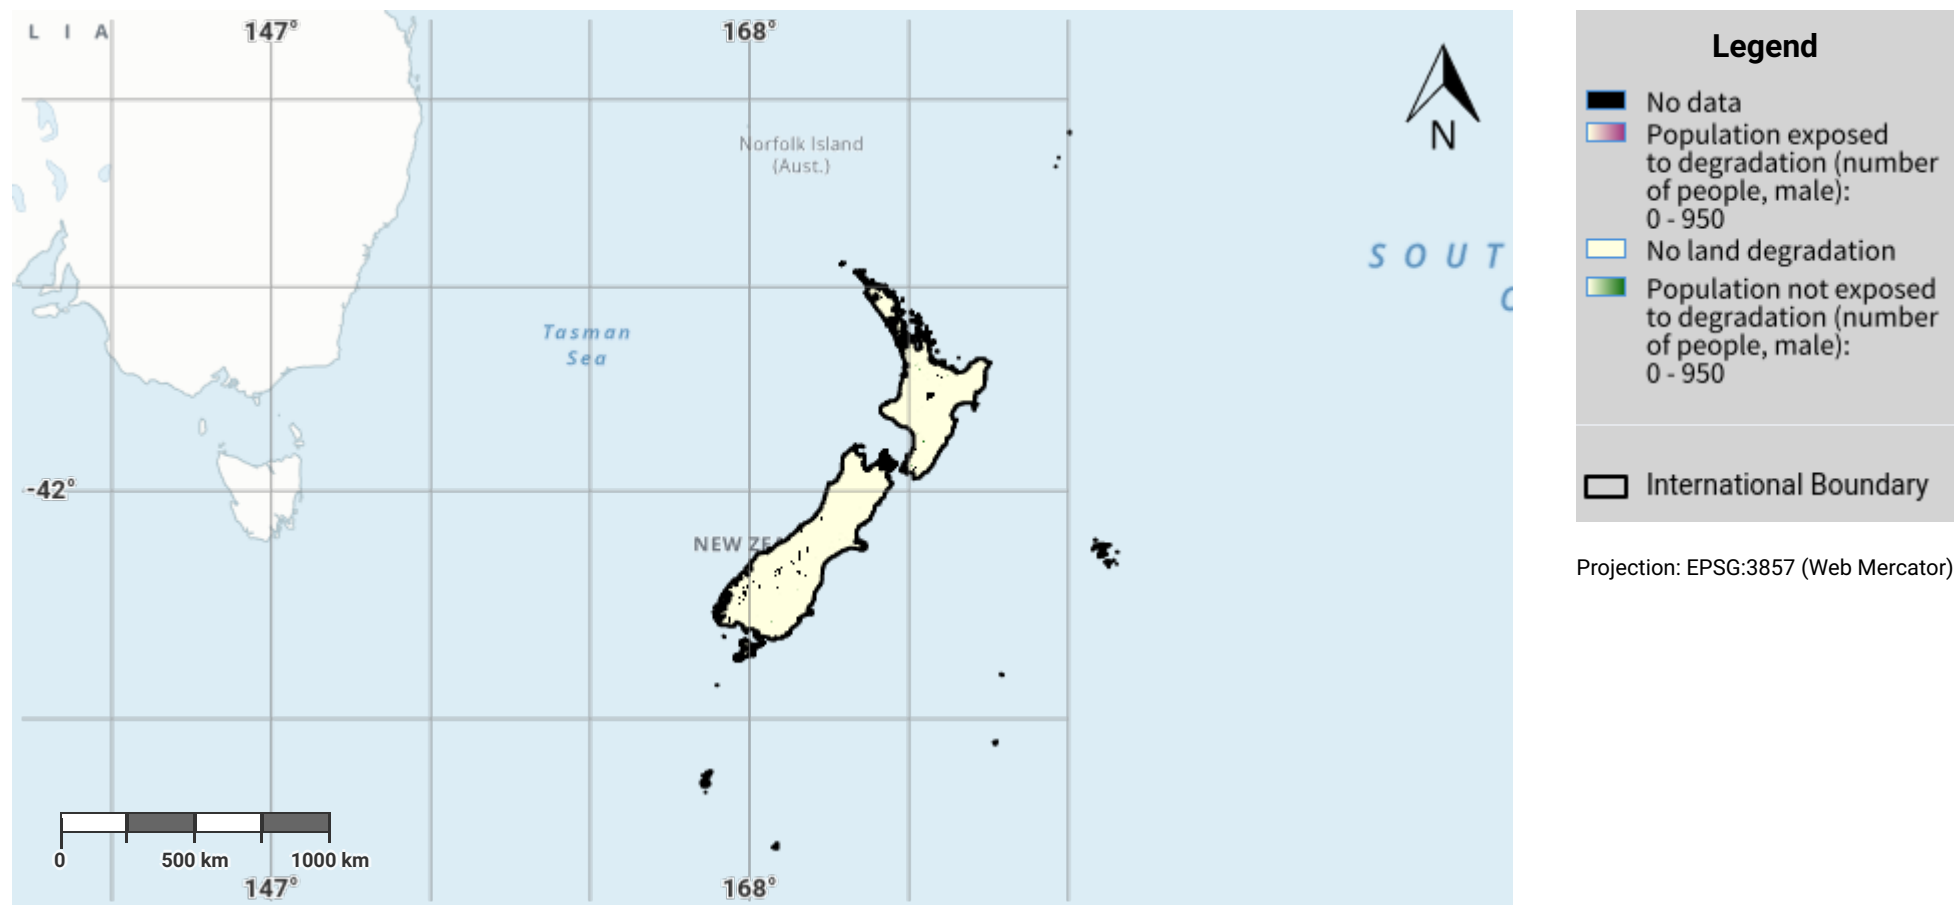 L I A
147°
168°
Norfolk Island
(Aust.)
N
SOUT
Tasman
Sea
-42°
NEW ZEA
0
500 km
1000 km
147°
168°
Legend
No data
Population exposed
to degradation (number
of people, male):
0 - 950
No land degradation
Population not exposed
to degradation (number
of people, male):
0 - 950
International Boundary
Projection: EPSG:3857 (Web Mercator)